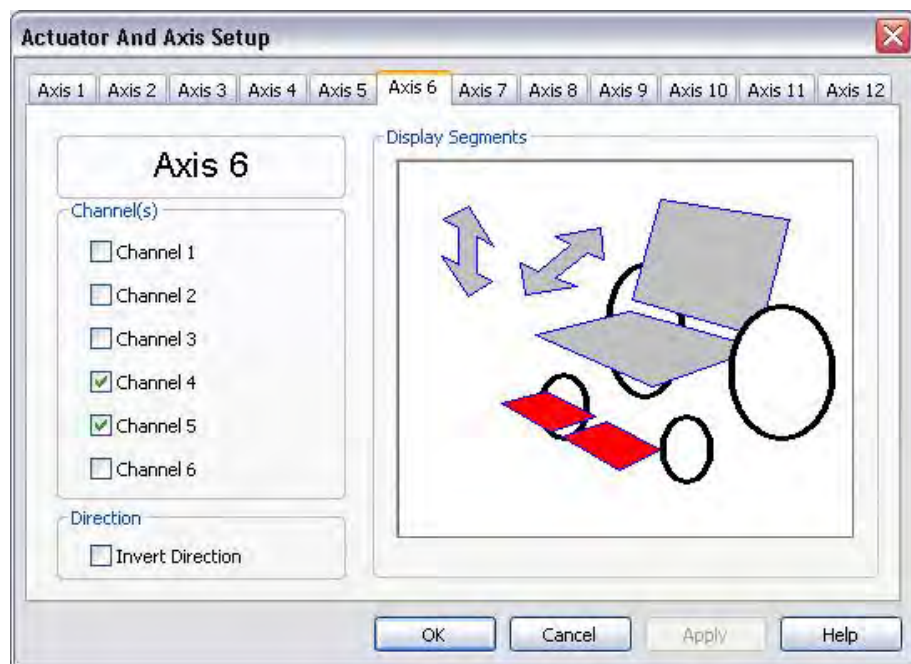 Actuator And Axis Setup
Axis 1 Axis 2 Axis 3 Axis 4 Axis 5 Axis 6 Axis 7 Axis 8 Axis 9 Axis 10 Axis 11 Axis 12
Axis 6
Channel(s)
Channel 1
Channel 2
Channel 3
Channel 4
Channel 5
Channel 6
Direction
Invert Direction
Display Segments
OK Cancel Apply Help